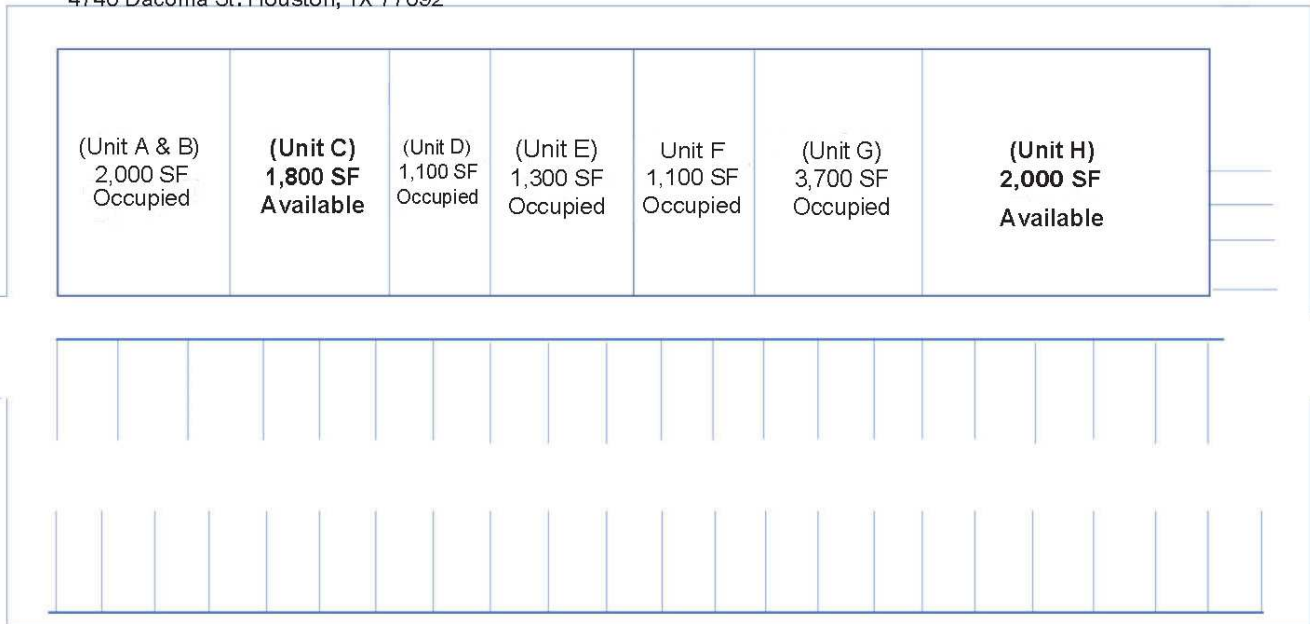 4740 Dacoma St. Houston, TX 77092
(Unit A & B)
2,000 SF
Occupied
(Unit C)
1,800 SF
Available
(Unit D)
1,100 SF
Occupied
(Unit E)
1,300 SF
Occupied
Unit F
1,100 SF
Occupied
(Unit G)
3,700 SF
Occupied
(Unit H)
2,000 SF
Available